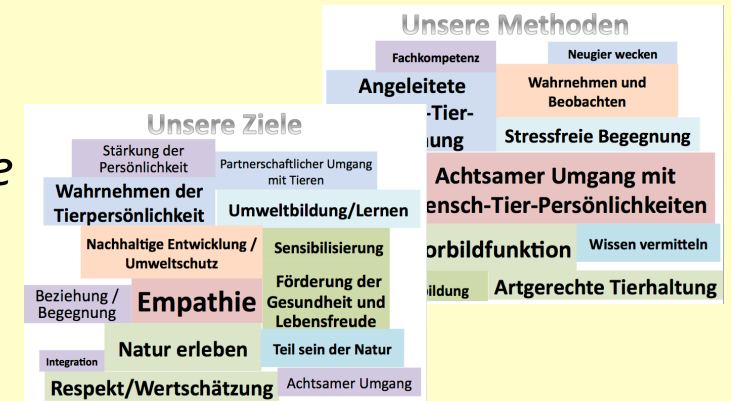 Unsere Methoden
Fachkompetenz
Neugier wecken
Angeleitete
-Tier-
Wahrnehmen und
Beobachten
Stressfreie Begegnung
Achtsamer Umgang mit
ensch-Tier-Persönlichkeiten
orbildfunktion
Wissen vermitteln
ildung
Artgerechte Tierhaltung
e
Unsere Ziele
Stärkung der
Persönlichkeit
Partnerschaftlicher Umgang
mit Tieren
Wahrnehmen der
Tierpersönlichkeit
Umweltbildung/Lernen
Nachhaltige Entwicklung /
Umweltschutz
Sensibilisierung
Beziehung /
Begegnung
Empathie
Förderung der
Gesundheit und
Lebensfreude
Natur erleben
Teil sein der Natur
Integration
Respekt/Wertschätzung
Achtsamer Umgang